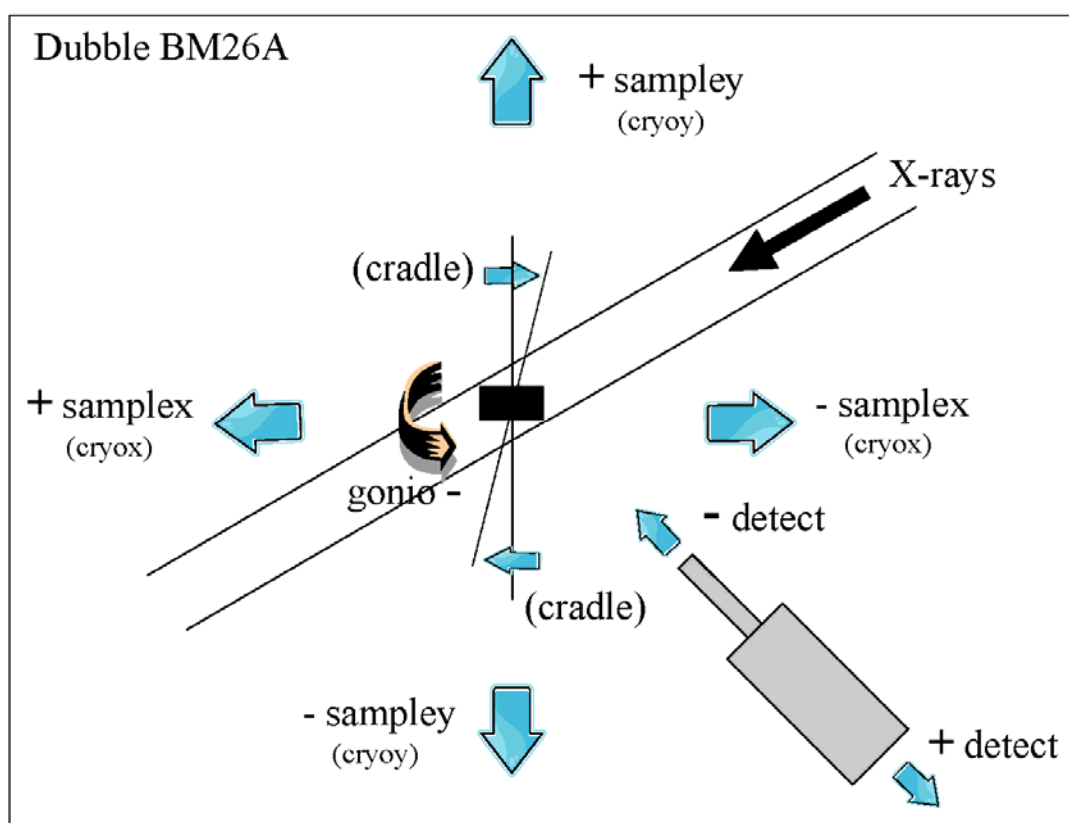 Dubble BM26A
+ sampley
(cryoy)
X-rays
(cradle)
+ samplex
(cryox)
- samplex
(cryox)
gonio -
- detect
(cradle)
- sampley
(cryoy)
+ detect